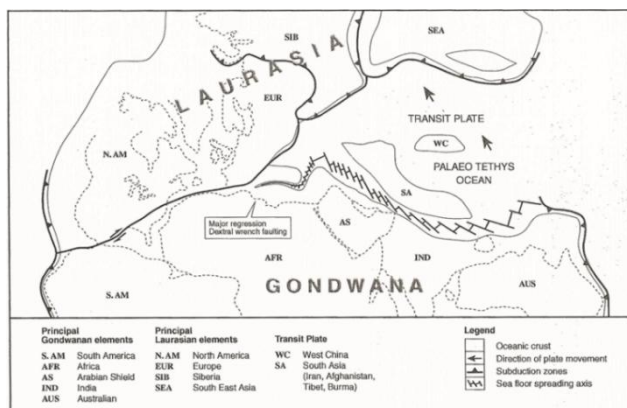 SIB
SEA
LAURASIA
EUR
TRANSIT PLATE
WC
N. AM
PALAEO TETHYS
OCEAN
SA
Major regression
Dextral wrench faulting
AS
AFR
IND
GONDWANA
S. AM
AUS
Principal
Gondwanan elements
S. AM South America
AFR Africa
AS Arabian Shield
IND India
AUS Australian
Principal
Laurasian elements
N. AM North America
EUR Europe
SIB Siberia
SEA South East Asia
Transit Plate
WC West China
SA South Asia
(Iran, Afghanistan,
Tibet, Burma)
Legend
Oceanic crust
Direction of plate movement
Subduction zones
Sea floor spreading axis